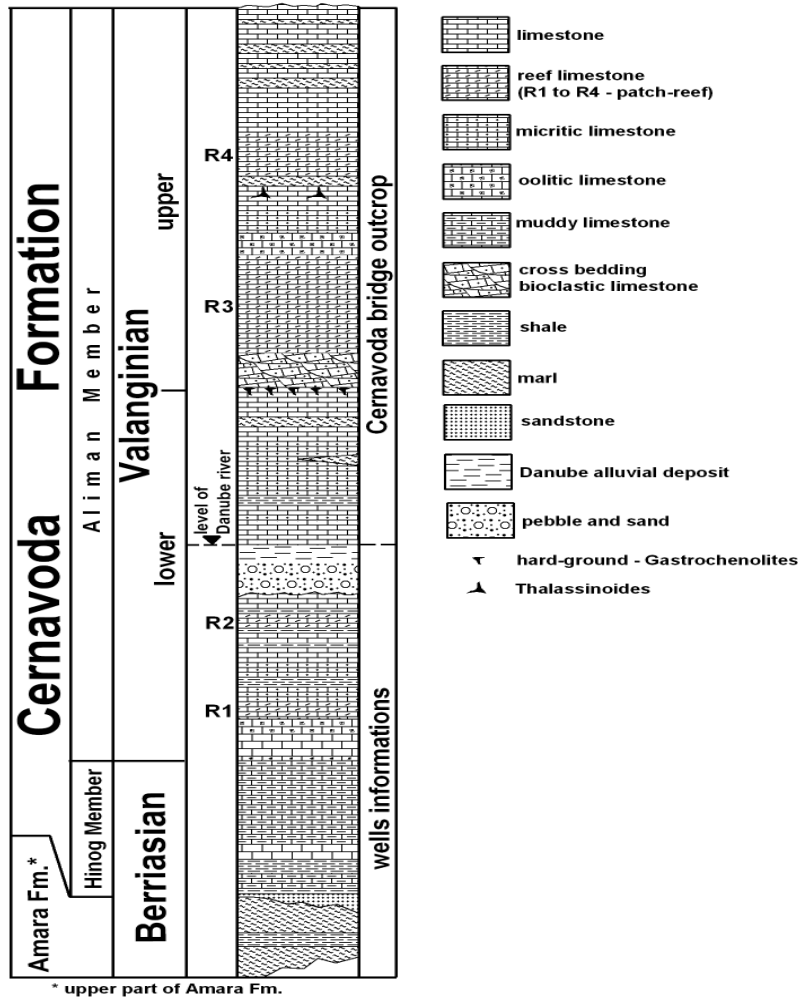 Cernavoda Formation
Amara Fm.*
Aliman Member
Hinog Member
Valanginian
Berriasian
upper
lower
level of
Danube river
R4
R3
R2
R1
Cernavoda bridge outcrop
wells informations
* upper part of Amara Fm.
limestone
reef limestone
(R1 to R4 - patch-reef)
micritic limestone
oolitic limestone
muddy limestone
cross bedding
bioclastic limestone
shale
marl
sandstone
Danube alluvial deposit
pebble and sand
hard-ground - Gastrochenolites
Thalassinoides